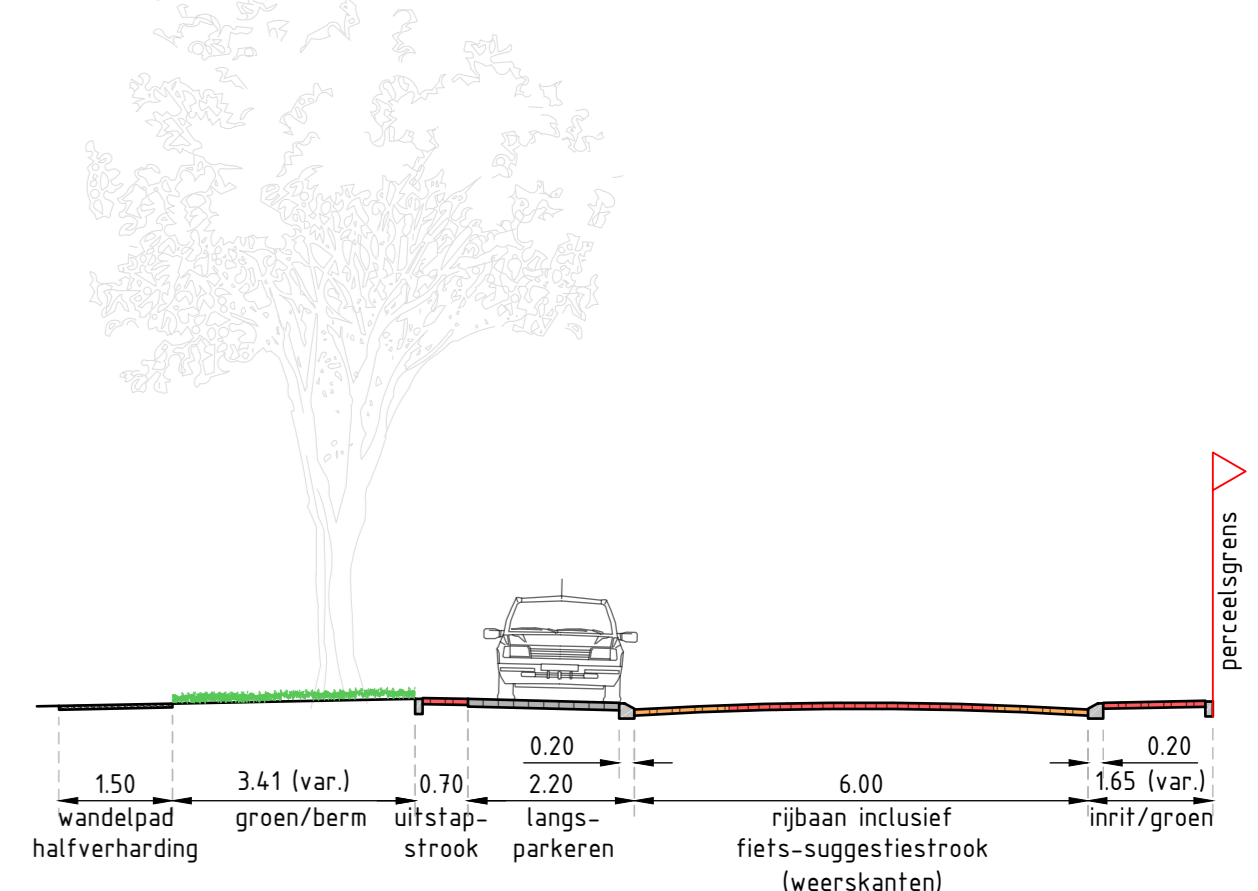 perceelsgrens
0.20
0.20
1.50
3.41 (var.)
0.70
2.20
6.00
1.65 (var.)
wandelpad
halfverharding
groen/berm
uitstap-
strook
langs-
parkeren
rijbaan inclusief
fiets-suggestiestrook
(weerskanten)
inrit/groen